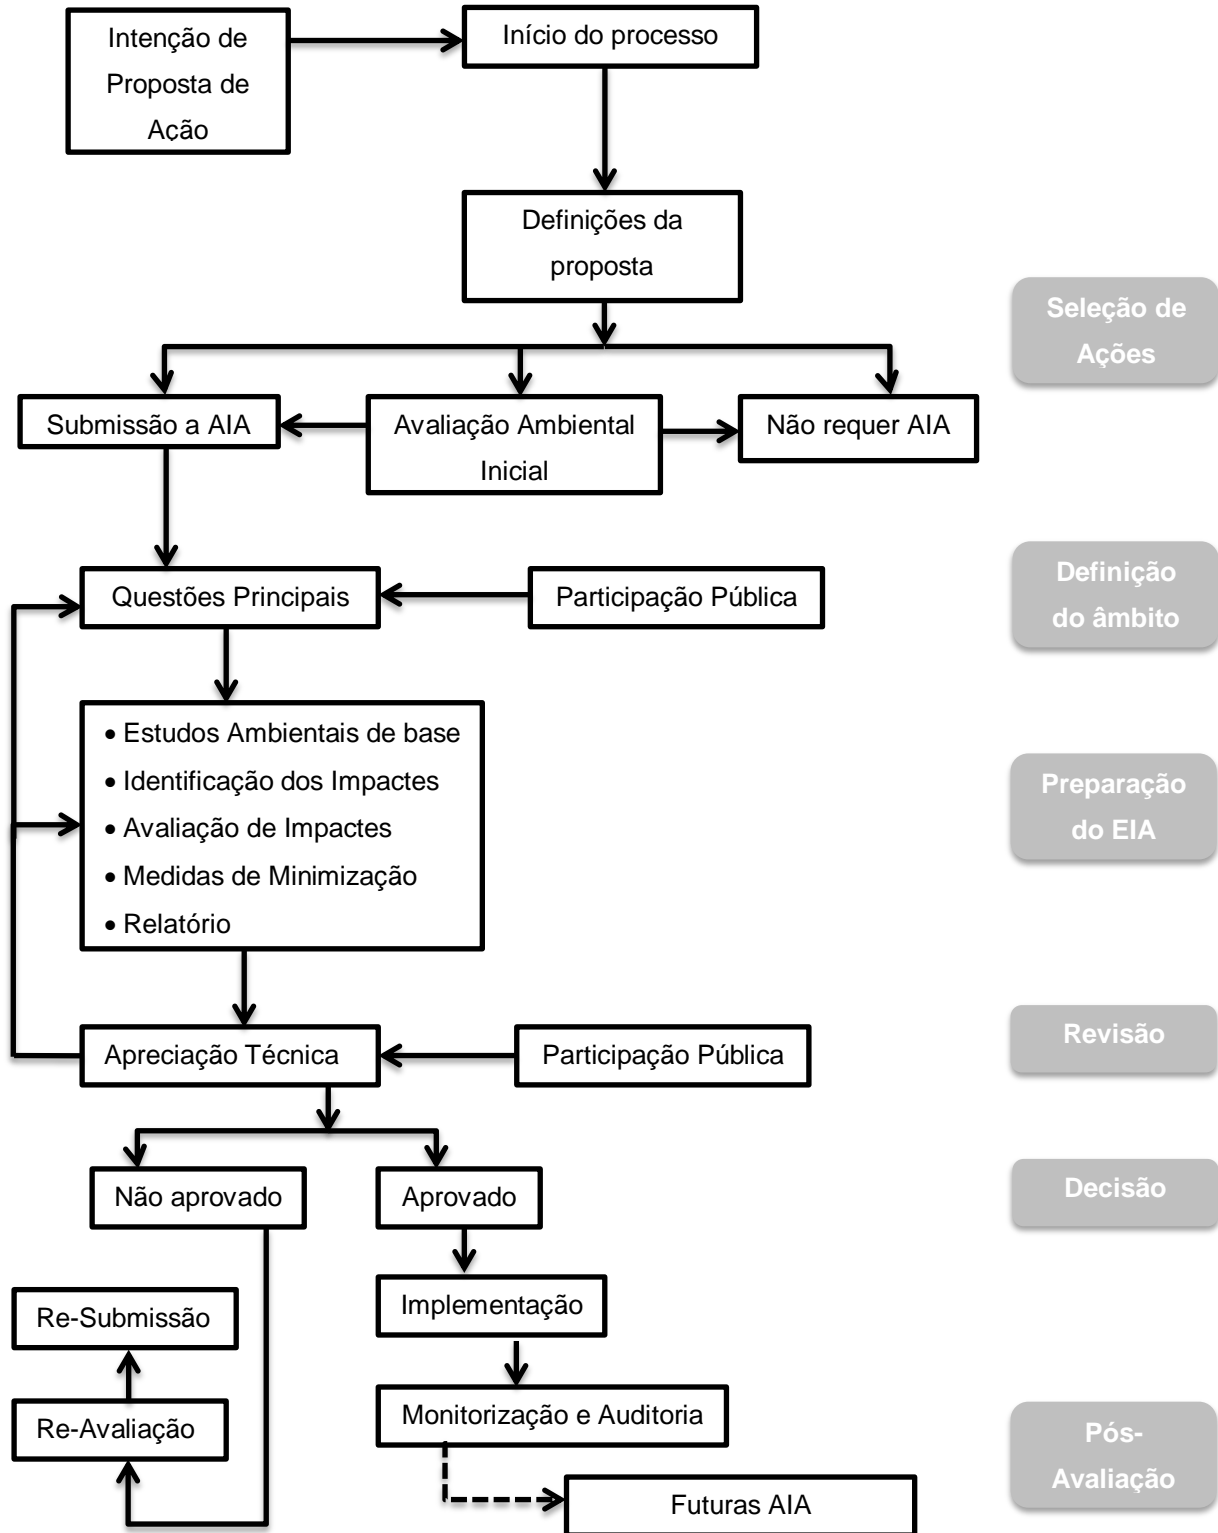 Intenção de
Proposta de
Ação
Início do processo
Definições da
proposta
Seleção de
Ações
Submissão a AIA
Avaliação Ambiental
Inicial
Não requer AIA
Questões Principais
Participação Pública
Definição
do âmbito
• Estudos Ambientais de base
• Identificação dos Impactes
• Avaliação de Impactes
• Medidas de Minimização
• Relatório
Preparação
do EIA
Apreciação Técnica
Participação Pública
Revisão
Não aprovado
Aprovado
Decisão
Re-Submissão
Implementação
Re-Avaliação
Monitorização e Auditoria
Pós-
Avaliação
Futuras AIA